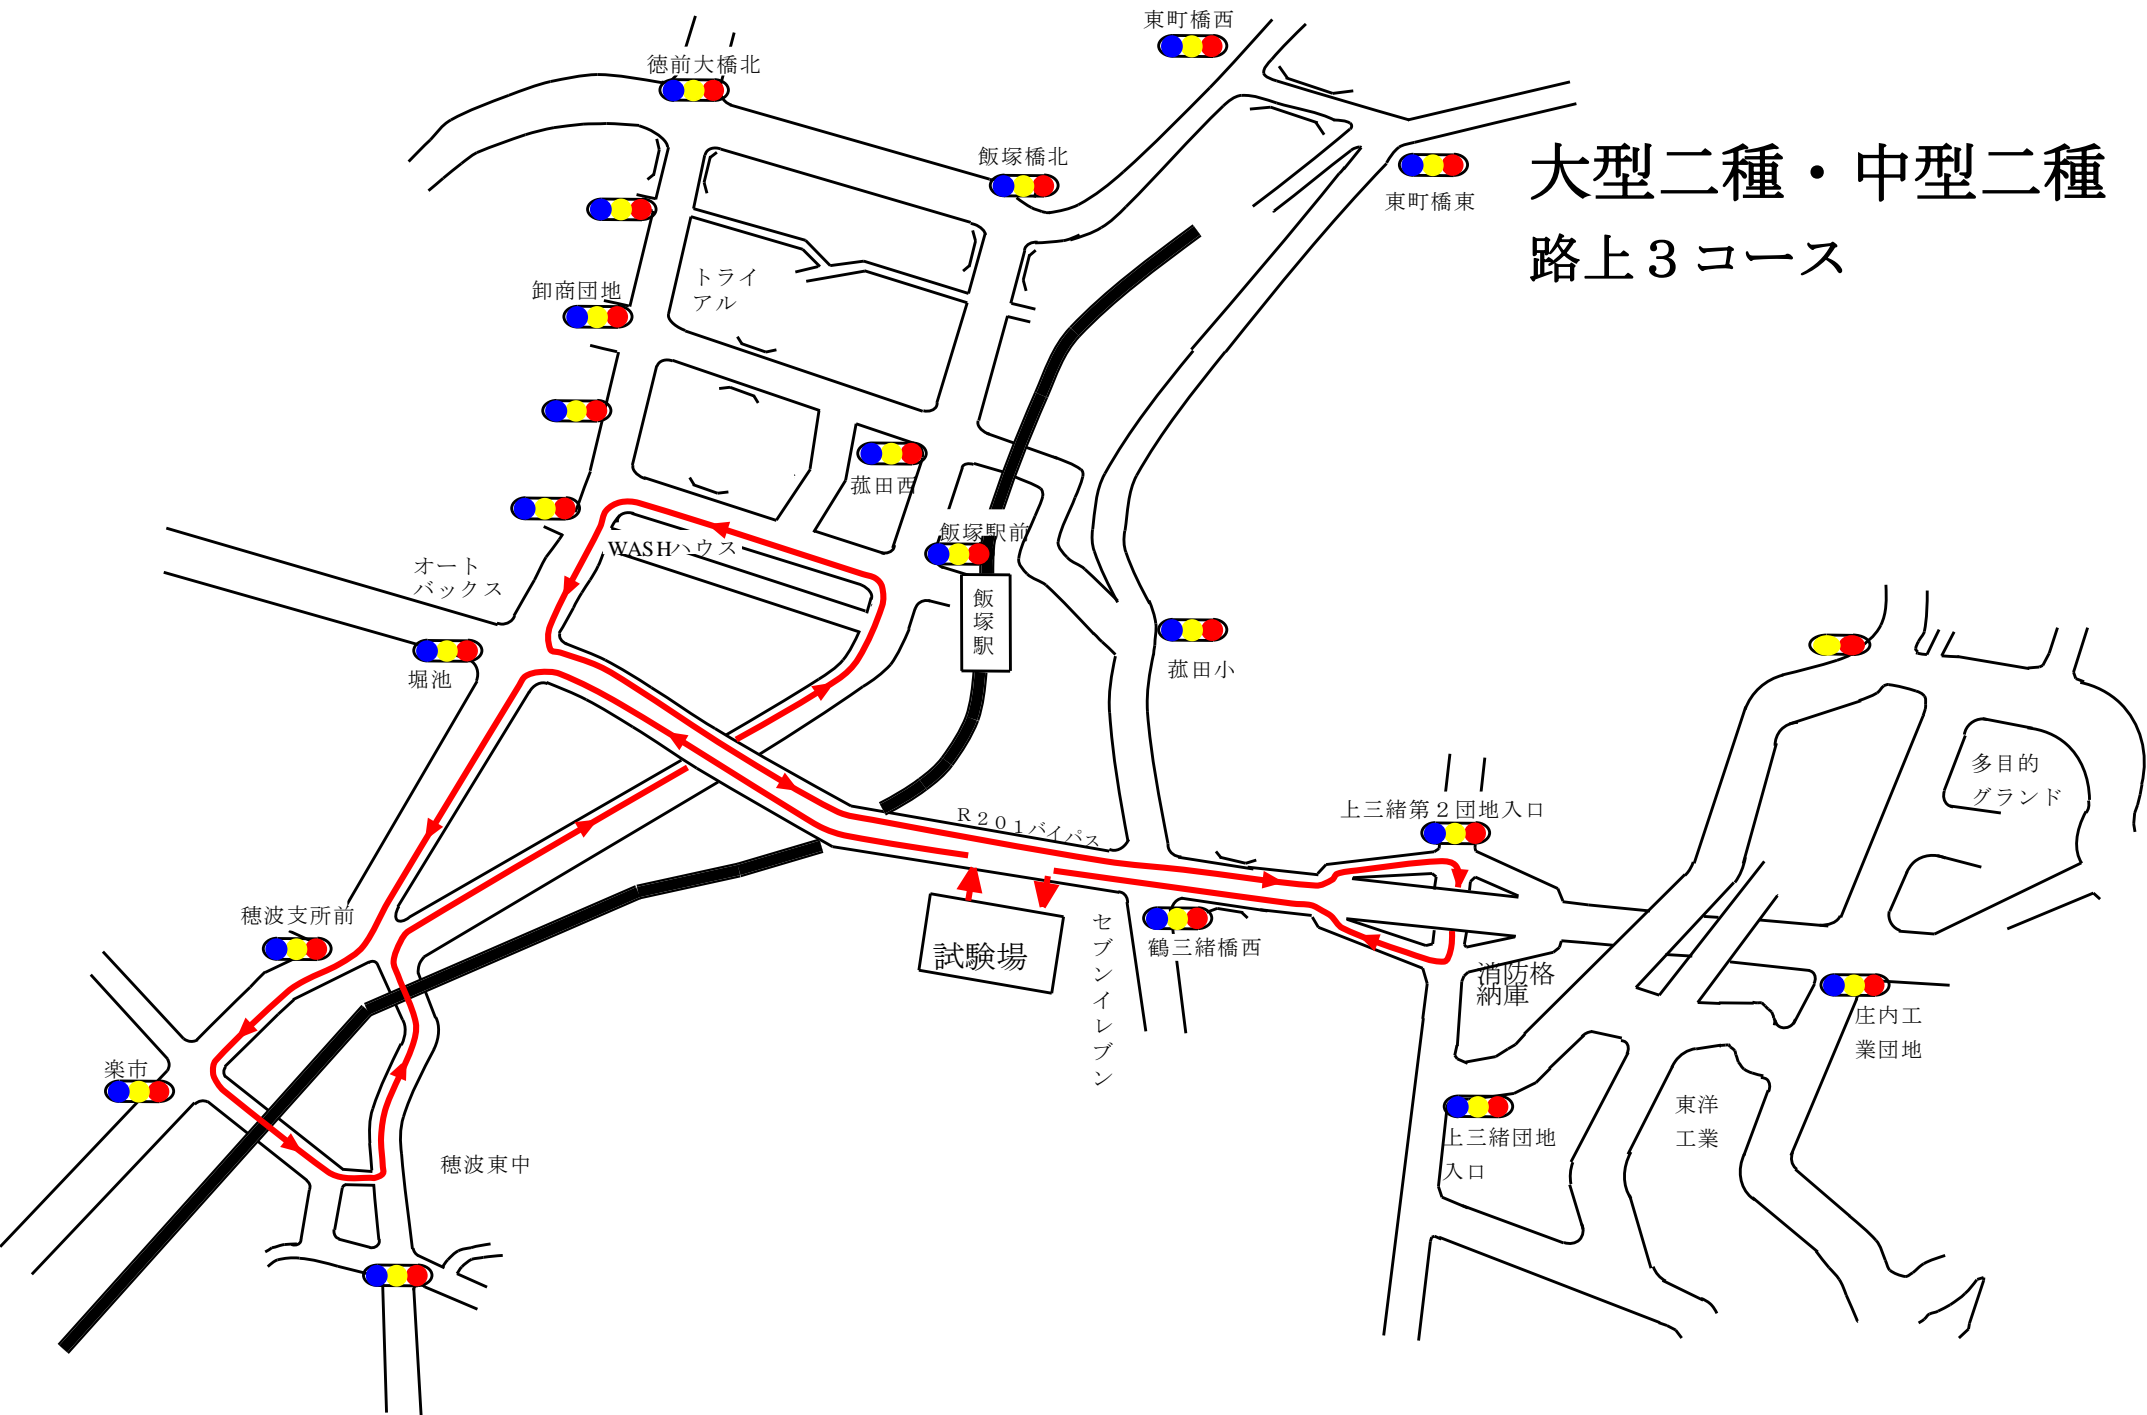 東町橋西
徳前大橋北
飯塚橋北
大型二種・中型二種
東町橋東
路上３コース
トライ
アル
卸商団地
菰田西
飯塚駅前
WASHハウス
オート
バックス
飯
塚
駅
堀池
菰田小
多目的
グランド
Ｒ２０１バイパス
上三緒第２団地入口
穂波支所前
セブンイレブン
試験場
鶴三緒橋西
消防格
納庫
庄内工
業団地
楽市
東洋
工業
上三緒団地
入口
穂波東中